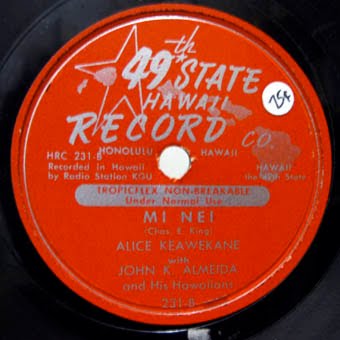 49th STATE
HAWAII
RECORD CO.
HONOLULU HAWAII
HRC 231-B
Recorded in Hawaii
by Radio Station KGU
HAWAII
the 49th State
75¢
TROPICFLEX NON-BREAKABLE
Under Normal Use
MI NEI
(Chas. E. King)
ALICE KEAWEKANE
with
JOHN K. ALMEIDA
and His Hawaiians
231-B